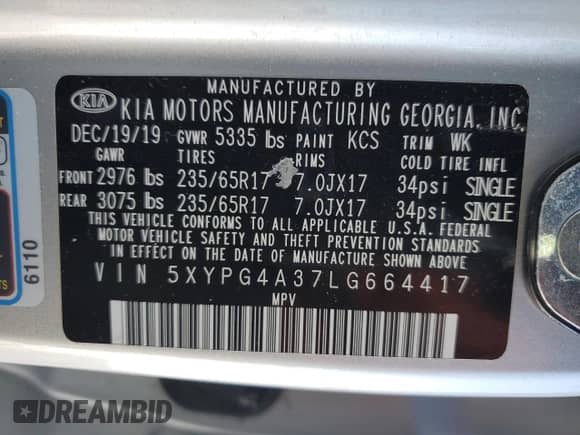 MANUFACTURED BY
KIA KIA MOTORS MANUFACTURING GEORGIA, INC
DEC/19/19 GVWR 5335 lbs PAINT KCS TRIM WK
GAWR TIRES RIMS COLD TIRE INFL
FRONT 2976 lbs 235/65R17 7.0JX17 34psi SINGLE
REAR 3075 lbs 235/65R17 7.0JX17 34psi SINGLE
THIS VEHICLE CONFORMS TO ALL APPLICABLE U.S.A. FEDERAL
MOTOR VEHICLE SAFETY AND THEFT PREVENTION STANDARDS
IN EFFECT ON THE DATE OF MANUFACTURE SHOWN ABOVE.
VIN 5XYPG4A37LG664417
MPV
6110
DREAMBID